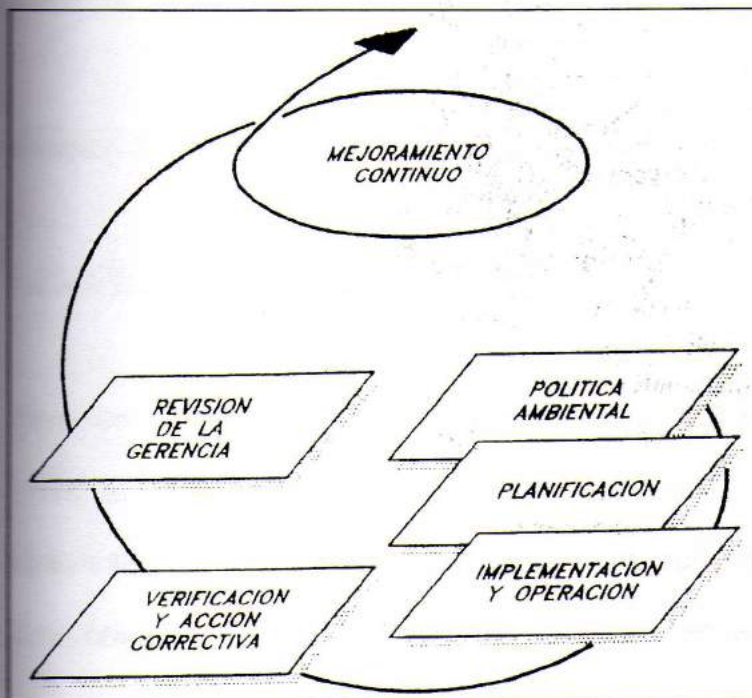 MEJORAMIENTO
CONTINUO
REVISION
DE LA
GERENCIA
POLITICA
AMBIENTAL
PLANIFICACION
IMPLEMENTACION
Y OPERACION
VERIFICACION
Y ACCION
CORRECTIVA